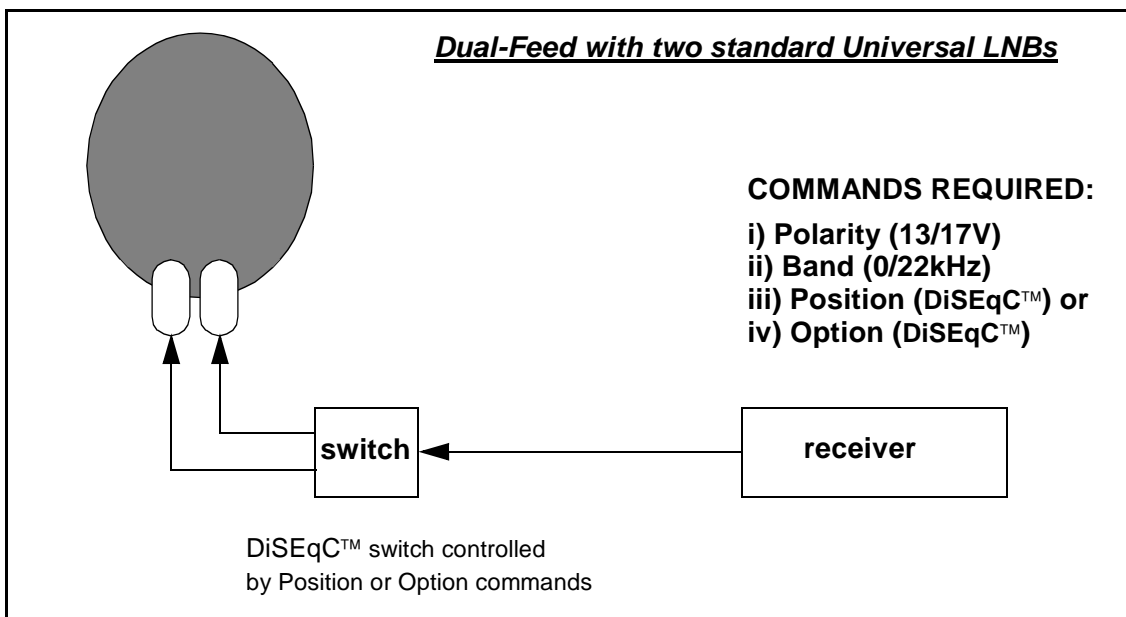 Dual-Feed with two standard Universal LNBs
COMMANDS REQUIRED:
i) Polarity (13/17V)
ii) Band (0/22kHz)
iii) Position (DiSEqC™) or
iv) Option (DiSEqC™)
switch
receiver
DiSEqC™ switch controlled
by Position or Option commands